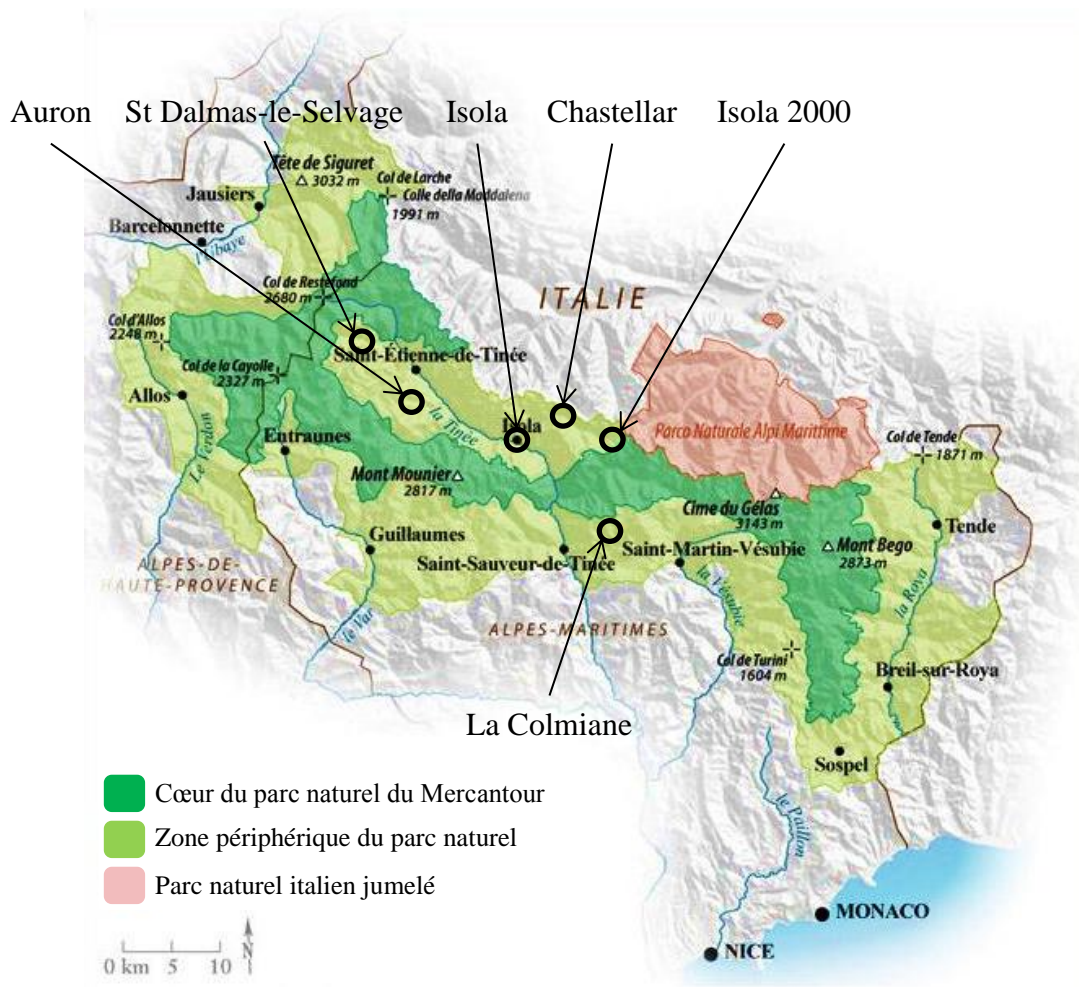 Auron
St Dalmas-le-Selvage
Isola
Chastellar
Isola 2000
Tête de Siguret
3032 m
Col de Larche
Colle della Maddalena
1991 m
Jausiers
Barcelonnette
l'Ubaye
Col de Restefond
2680 m
ITALIE
Col d'Allos
2248 m
Saint-Étienne-de-Tinée
Col de la Cayolle
2327 m
Allos
la Tinée
Isola
Parco Naturale Alpi Marittime
Col de Tende
1871 m
Le Verdon
Entraunes
Mont Mounier
2817 m
Cime du Gélas
3143 m
Tende
Guillaumes
Saint-Sauveur-de-Tinée
Saint-Martin-Vésubie
Mont Bego
2873 m
ALPES-DE-
HAUTE-PROVENCE
le Var
ALPES-MARITIMES
la Vésubie
la Roya
Col de Turini
1604 m
Breil-sur-Roya
La Colmiane
Sospel
Cœur du parc naturel du Mercantour
Zone périphérique du parc naturel
Parc naturel italien jumelé
le Paillon
MONACO
NICE
N
0 km 5 10